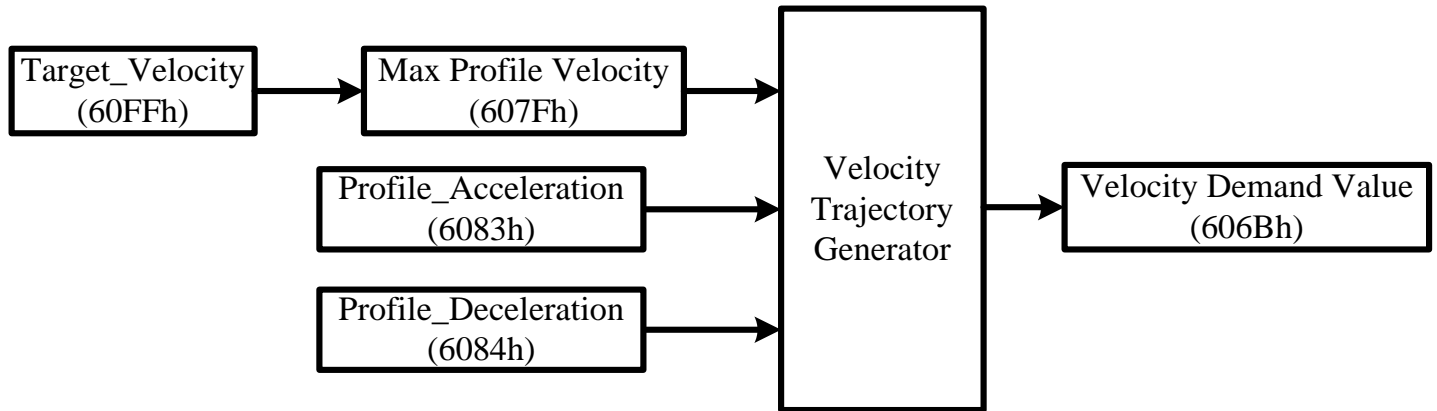 Target_Velocity
(60FFh)
Max Profile Velocity
(607Fh)
Profile_Acceleration
(6083h)
Profile_Deceleration
(6084h)
Velocity
Trajectory
Generator
Velocity Demand Value
(606Bh)